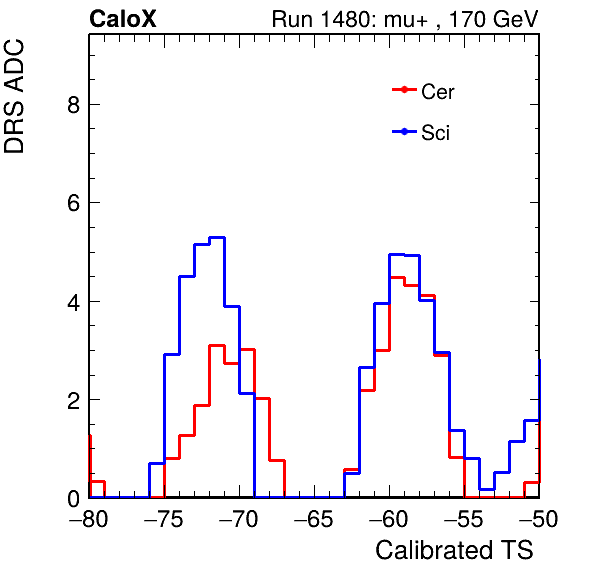 CaloX Run 1480: mu+ , 170 GeV
DRS ADC
Cer
Sci
8
6
4
2
0
−80 −75 −70 −65 −60 −55 −50
Calibrated TS